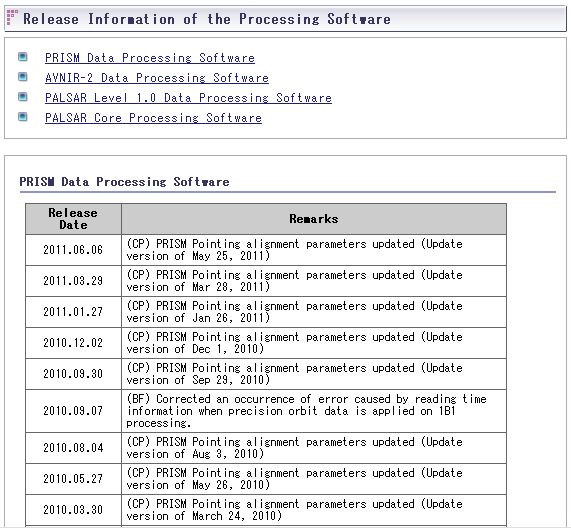 Release Information of the Processing Software
PRISM Data Processing Software
AVNIR-2 Data Processing Software
PALSAR Level 1.0 Data Processing Software
PALSAR Core Processing Software
PRISM Data Processing Software
Release
Date
Remarks
2011.06.06
(CP) PRISM Pointing alignment parameters updated (Update
version of May 25, 2011)
2011.03.29
(CP) PRISM Pointing alignment parameters updated (Update
version of Mar 28, 2011)
2011.01.27
(CP) PRISM Pointing alignment parameters updated (Update
version of Jan 26, 2011)
2010.12.02
(CP) PRISM Pointing alignment parameters updated (Update
version of Dec 1, 2010)
2010.09.30
(CP) PRISM Pointing alignment parameters updated (Update
version of Sep 29, 2010)
2010.09.07
(BF) Corrected an occurrence of error caused by reading time
information when precision orbit data is applied on 1B1
processing.
2010.08.04
(CP) PRISM Pointing alignment parameters updated (Update
version of Aug 3, 2010)
2010.05.27
(CP) PRISM Pointing alignment parameters updated (Update
version of May 26, 2010)
2010.03.30
(CP) PRISM Pointing alignment parameters updated (Update
version of March 24, 2010)